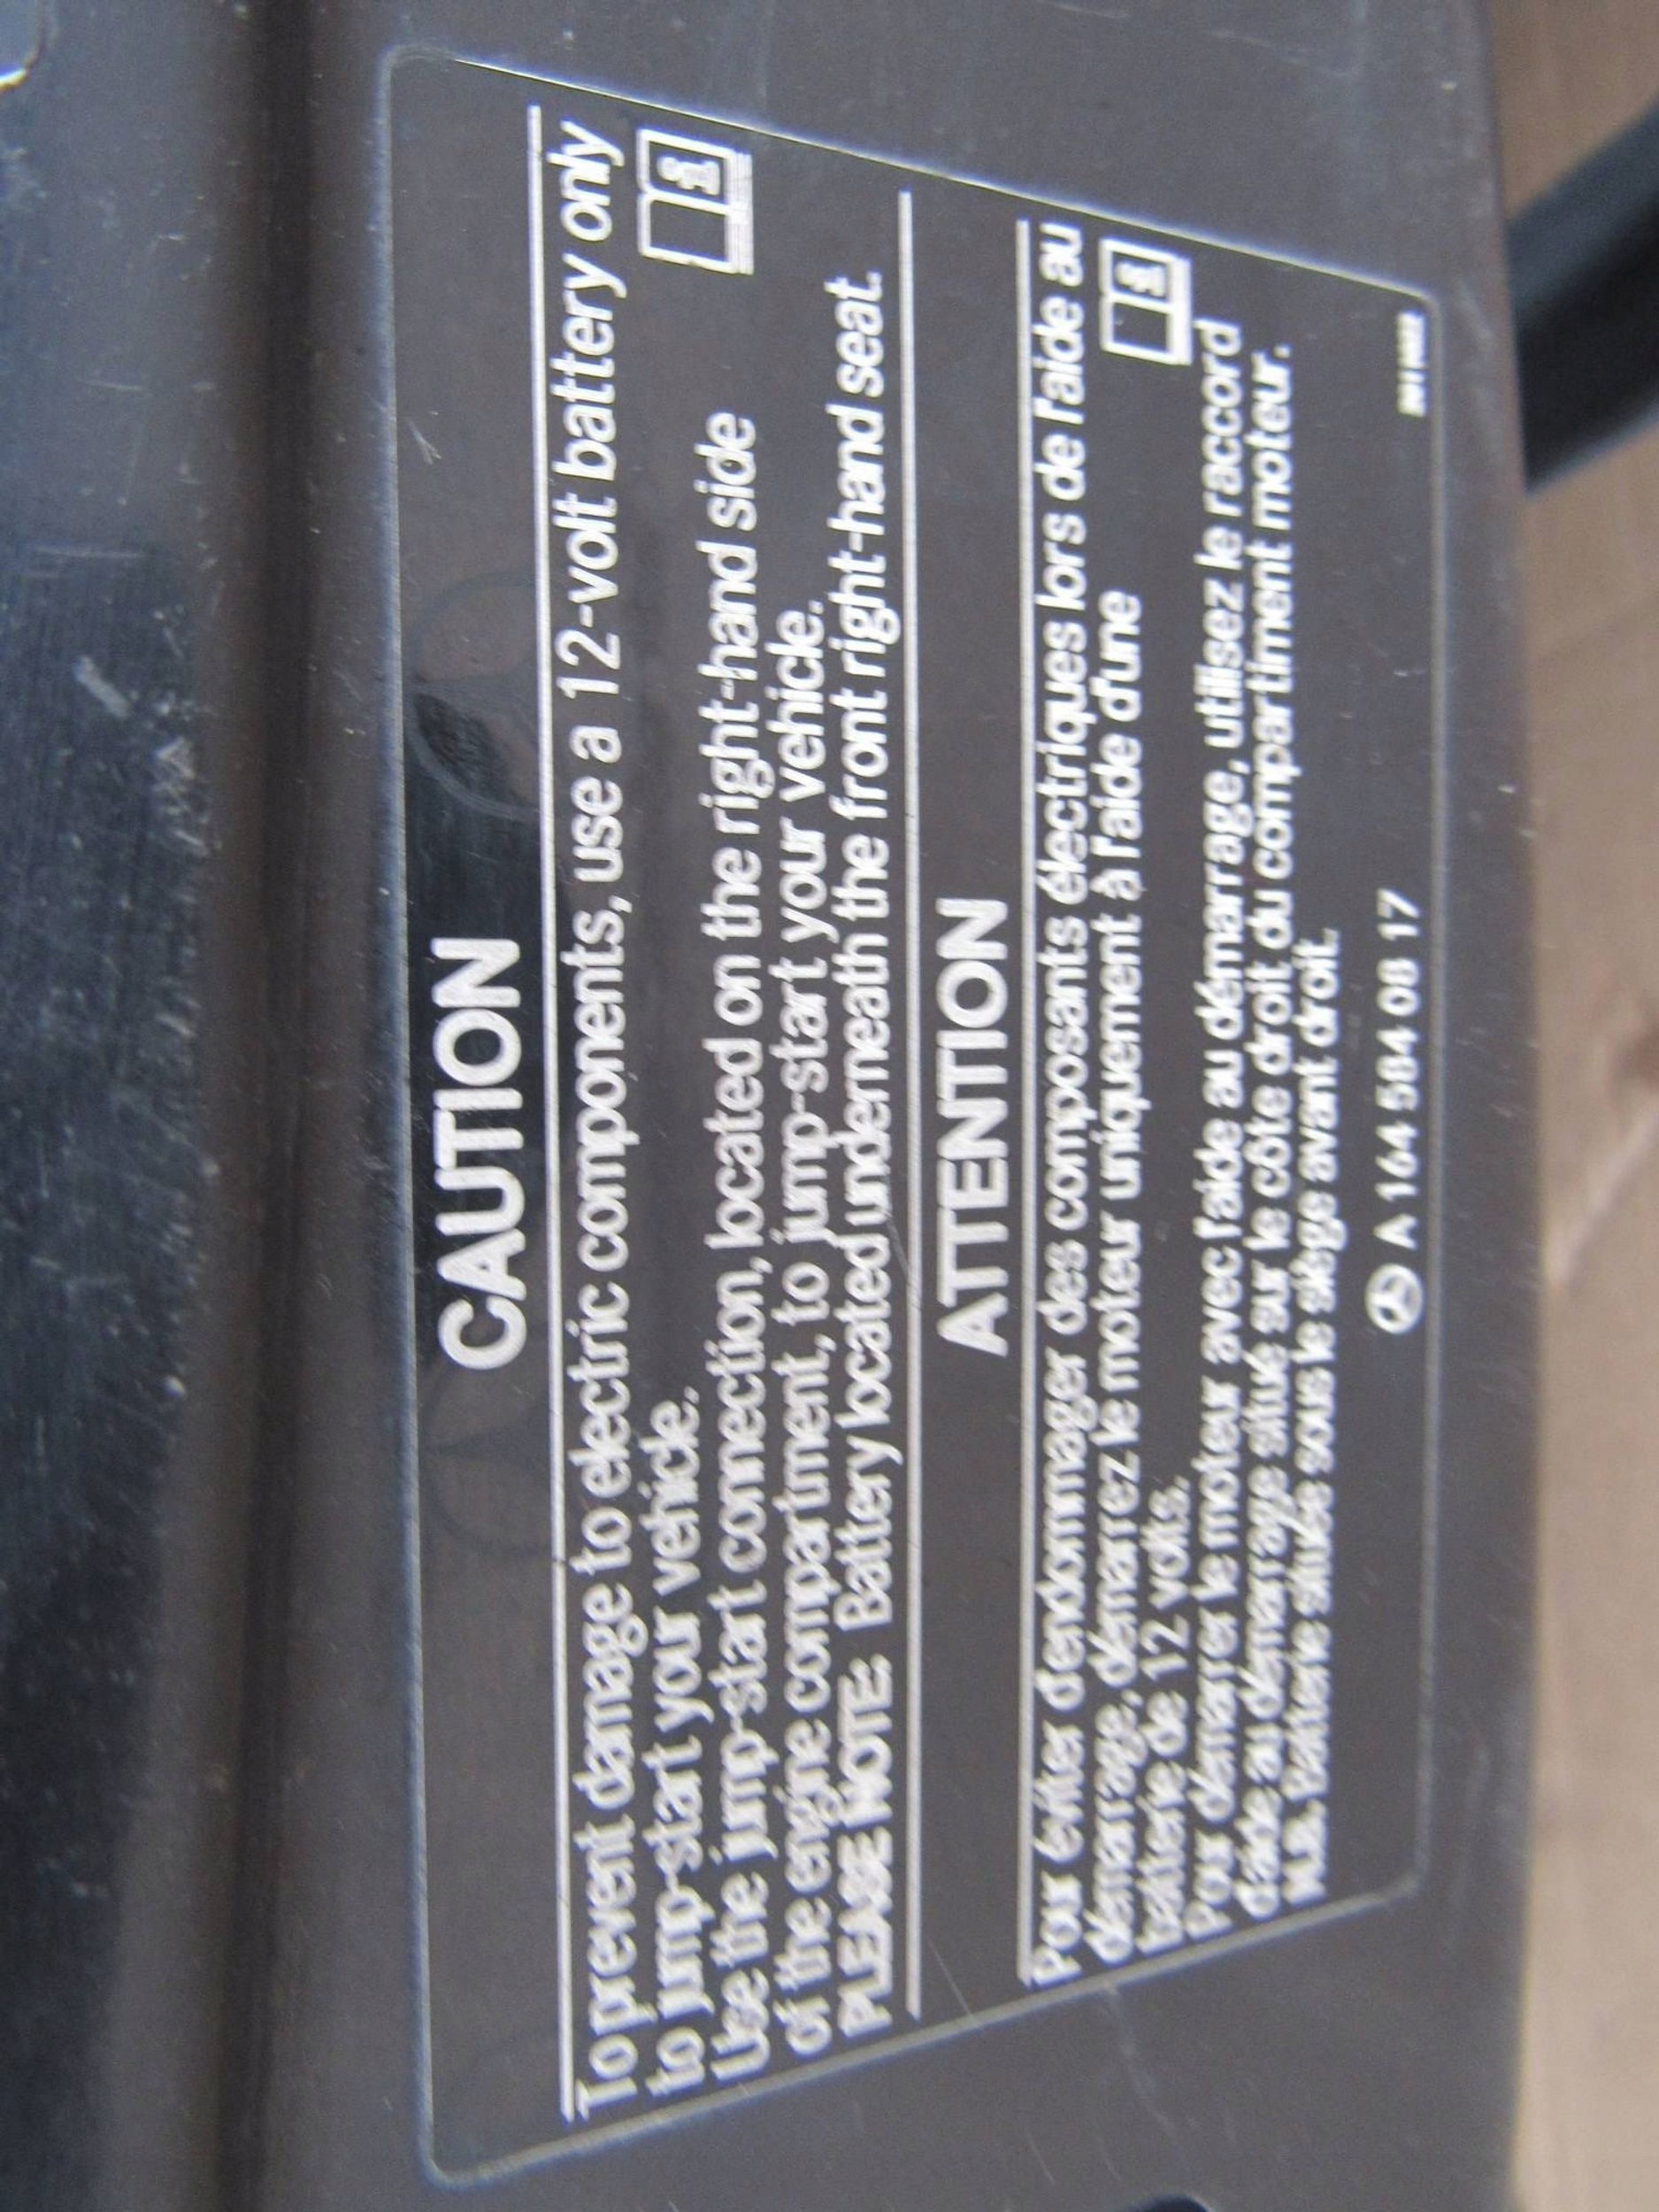 CAUTION
To prevent damage to electric components, use a 12-volt battery only
to jump-start your vehicle.
Use the jump-start connection, located on the right-hand side
of the engine compartment, to jump-start your vehicle.
PLEASE NOTE: Battery located underneath the front right-hand seat.
ATTENTION
Pour éviter dendommager des composants électriques lors de l'aide au
démarrage, démarrez le moteur uniquement à l'aide d'une
batterie de 12 volts.
Pour démarrer le moteur avec l'aide au démarrage, utilisez le raccord
d'aide au démarrage situé sur le côte droit du compartiment moteur.
N.B. Batterie située sous le siège avant droit.
A 164 584 08 17